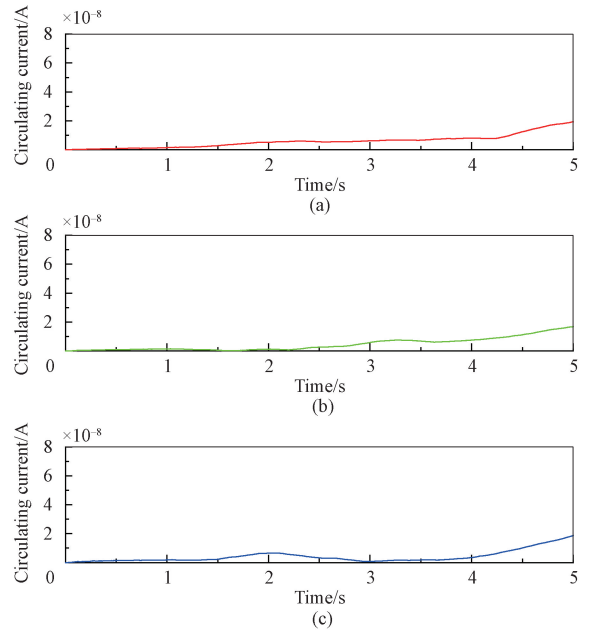 ×10⁻⁸
8
6
4
2
0
Circulating current/A
1 2 3 4 5
Time/s
(a)
×10⁻⁸
8
6
4
2
0
Circulating current/A
1 2 3 4 5
Time/s
(b)
×10⁻⁸
8
6
4
2
0
Circulating current/A
1 2 3 4 5
Time/s
(c)